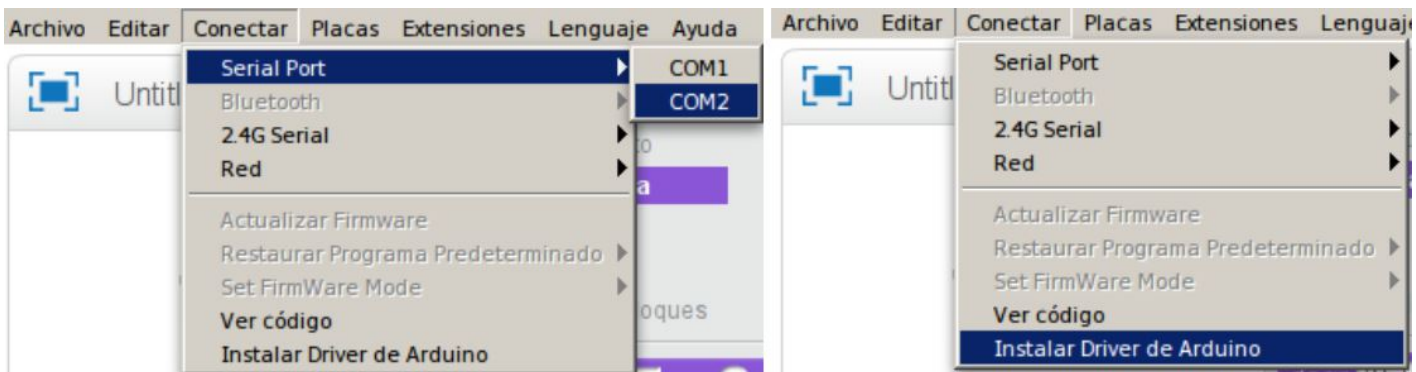 Archivo Editar Conectar Placas Extensiones Lenguaje Ayuda
Untitl
Serial Port
COM1
Bluetooth
COM2
2.4G Serial
Red
Actualizar Firmware
Restaurar Programa Predeterminado
Set FirmWare Mode
oques
Ver código
Instalar Driver de Arduino
Archivo Editar Conectar Placas Extensiones Lenguaje
Untitl
Serial Port
Bluetooth
2.4G Serial
Red
Actualizar Firmware
Restaurar Programa Predeterminado
Set FirmWare Mode
Ver código
Instalar Driver de Arduino